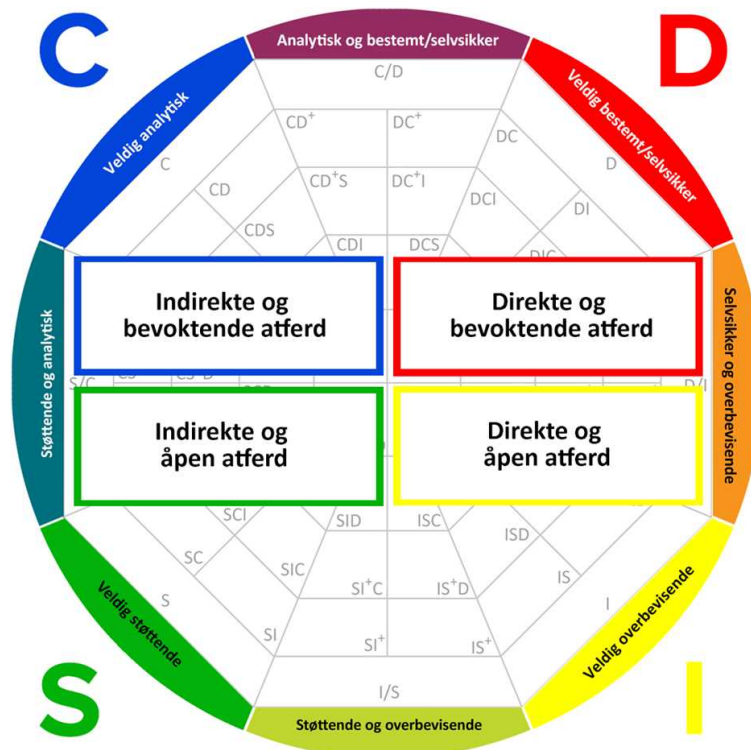 C
Analytisk og bestemt/selvsikker
D
Veldig analytisk
Veldig bestemt/selvsikker
C/D
CD⁺
DC⁺
C
DC
D
CD
CD⁺S
DC⁺I
DCI
DI
CDS
CDI
DCS
DIC
Indirekte og
bevoktende atferd
Direkte og
bevoktende atferd
Støttende og analytisk
Selvsikker og overbevisende
S/C
D/I
Indirekte og
åpen atferd
Direkte og
åpen atferd
SCI
SID
ISC
ISD
SC
SIC
SI⁺C
IS⁺D
IS
S
I
SI
SI⁺
IS⁺
I/S
Veldig støttende
Veldig overbevisende
S
Støttende og overbevisende
I